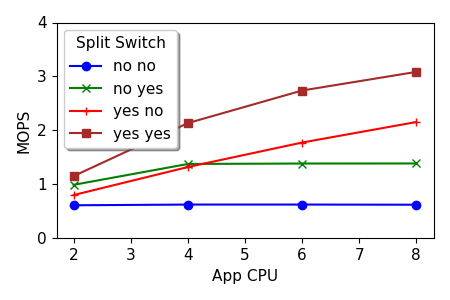 4
3
2
1
0
MOPS
Split Switch
no no
no yes
yes no
yes yes
2 3 4 5 6 7 8
App CPU